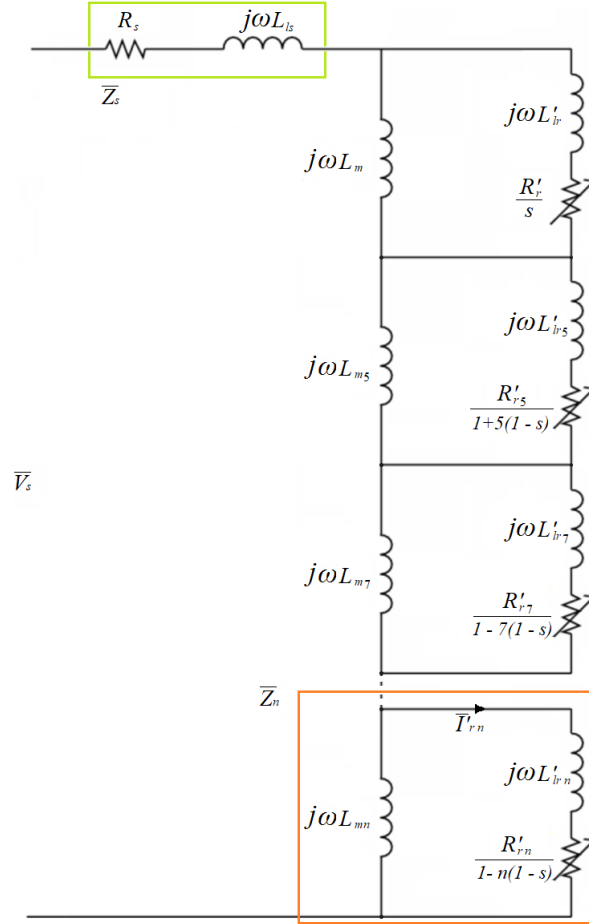 R_s jωL_ls
Z̅_s
jωL'_lr
jωL_m
R'_r
s
jωL'_lr5
jωL_m5
R'_r5
1+5(1 - s)
V̅_s
jωL'_lr7
jωL_m7
R'_r7
1 - 7(1 - s)
Z̅_n
I̅'_rn
jωL'_lrn
jωL_mn
R'_rn
1- n(1 - s)